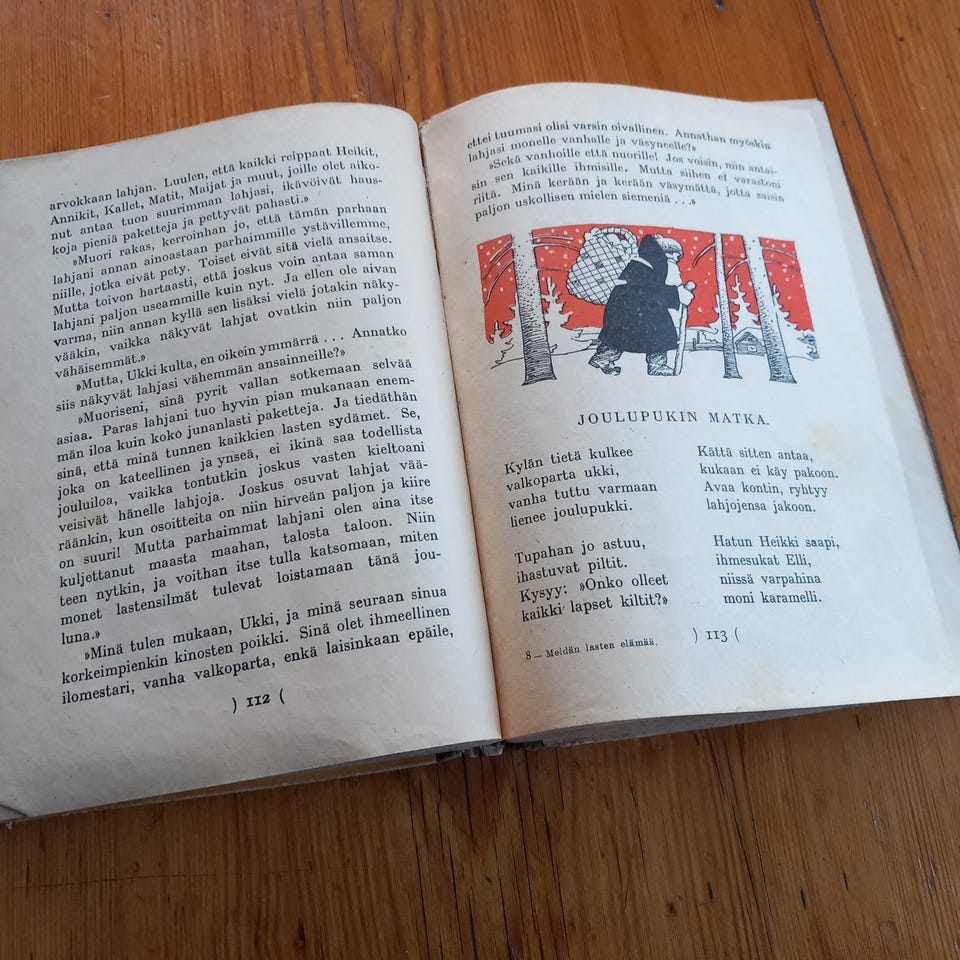 arvokkaan lahjan. Luulen, että kaikki reippaat Heikit,
Annikit, Kallet, Matit, Maijat ja muut, joille olet aiko-
nut antaa tuon suurimman lahjasi, ikävöivät haus-
koja pieniä paketteja ja pettyvät pahasti.»
»Muori rakas, kerroinhan jo, että tämän parhaan
lahjani annan ainoastaan parhaimmille ystävillemme,
niille, jotka eivät pety. Toiset eivät sitä vielä ansaitse.
Mutta toivon hartaasti, että joskus voin antaa saman
lahjani paljon useammille kuin nyt. Ja ellen ole aivan
varma, niin annan kyllä sen lisäksi vielä jotakin näky-
vääkin, vaikka näkyvät lahjat ovatkin niin paljon
vähäisemmät.»
»Mutta, Ukki kulta, en oikein ymmärrä . . . Annatko
siis näkyvät lahjasi vähemmän ansainneille?»
»Muoriseni, sinä pyrit vallan sotkemaan selvää
asiaa. Paras lahjani tuo hyvin pian mukanaan enem-
män iloa kuin koko junanlasti paketteja. Ja tiedäthän
sinä, että minä tunnen kaikkien lasten sydämet. Se,
joka on kateellinen ja ynseä, ei ikinä saa todellista
jouluiloa, vaikka tontutkin joskus vasten kieltoani
veisivät hänelle lahjoja. Joskus osuvat lahjat vää-
räänkin, kun osoitteita on niin hirveän paljon ja kiire
on suuri! Mutta parhaimmat lahjani olen aina itse
kuljettanut maasta maahan, talosta taloon. Niin
teen nytkin, ja voithan itse tulla katsomaan, miten
monet lastensilmät tulevat loistamaan tänä jou-
luna.»
»Minä tulen mukaan, Ukki, ja minä seuraan sinua
korkeimpienkin kinosten poikki. Sinä olet ihmeellinen
ilomestari, vanha valkoparta, enkä laisinkaan epäile,
) 112 (
ettei tuumasi olisi varsin oivallinen. Annathan myöskin
lahjasi monelle vanhalle ja väsyneelle?»
»Sekä vanhoille että nuorille! Jos voisin, niin antai-
sin sen kaikille ihmisille. Mutta siihen ef varastoni
riitä. Minä kerään ja kerään väsymättä, jotta saisin
paljon uskollisen mielen siemeniä . . .»
JOULUPUKIN MATKA.
Kylän tietä kulkee
valkoparta ukki,
vanha tuttu varmaan
lienee joulupukki.
Tupahan jo astuu,
ihastuvat piltit.
Kysyy: »Onko olleet
kaikki lapset kiltit?»
Kättä sitten antaa,
kukaan ei käy pakoon.
Avaa kontin, ryhtyy
lahjojensa jakoon.
Hatun Heikki saapi,
ihmesukat Elli,
niissä varpahina
moni karamelli.
8 — Meidän lasten elämää.
) 113 (